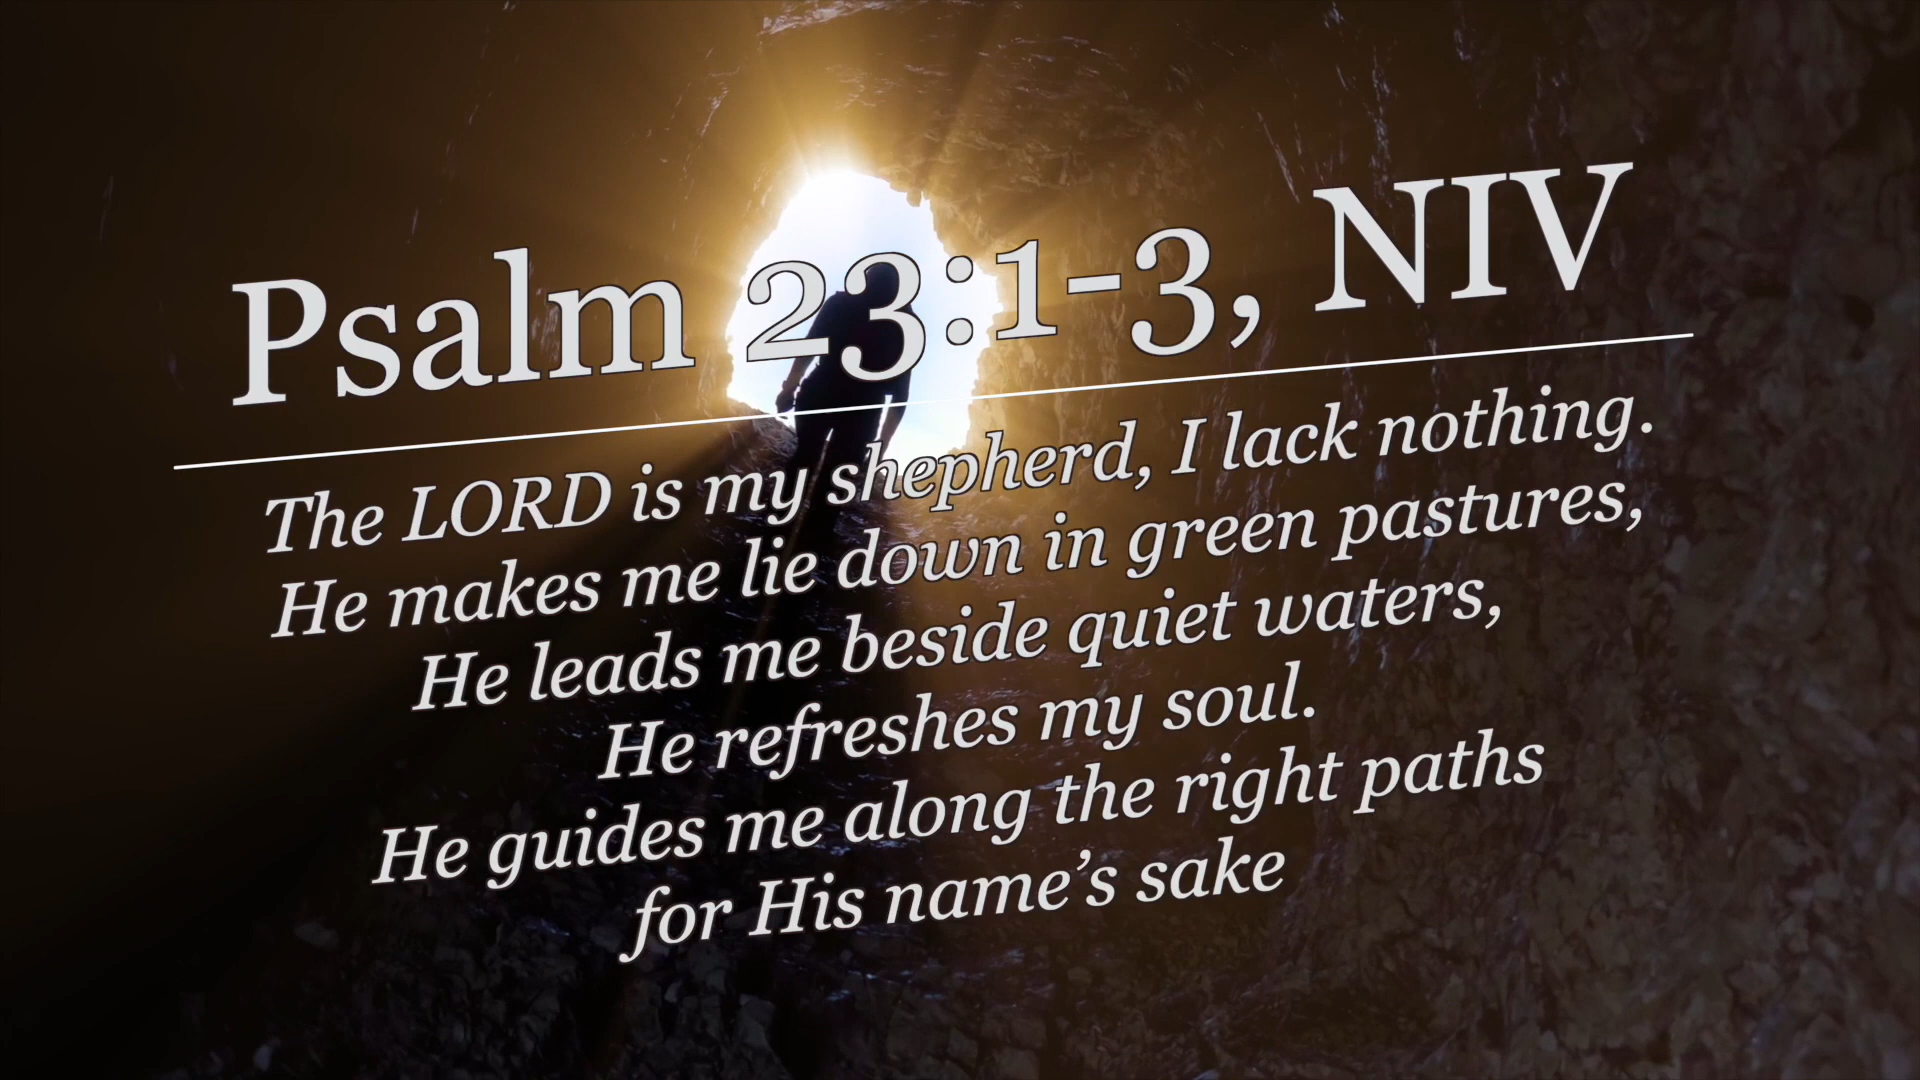 Psalm 23:1-3, NIV
The LORD is my shepherd, I lack nothing.
He makes me lie down in green pastures,
He leads me beside quiet waters,
He refreshes my soul.
He guides me along the right paths
for His name’s sake